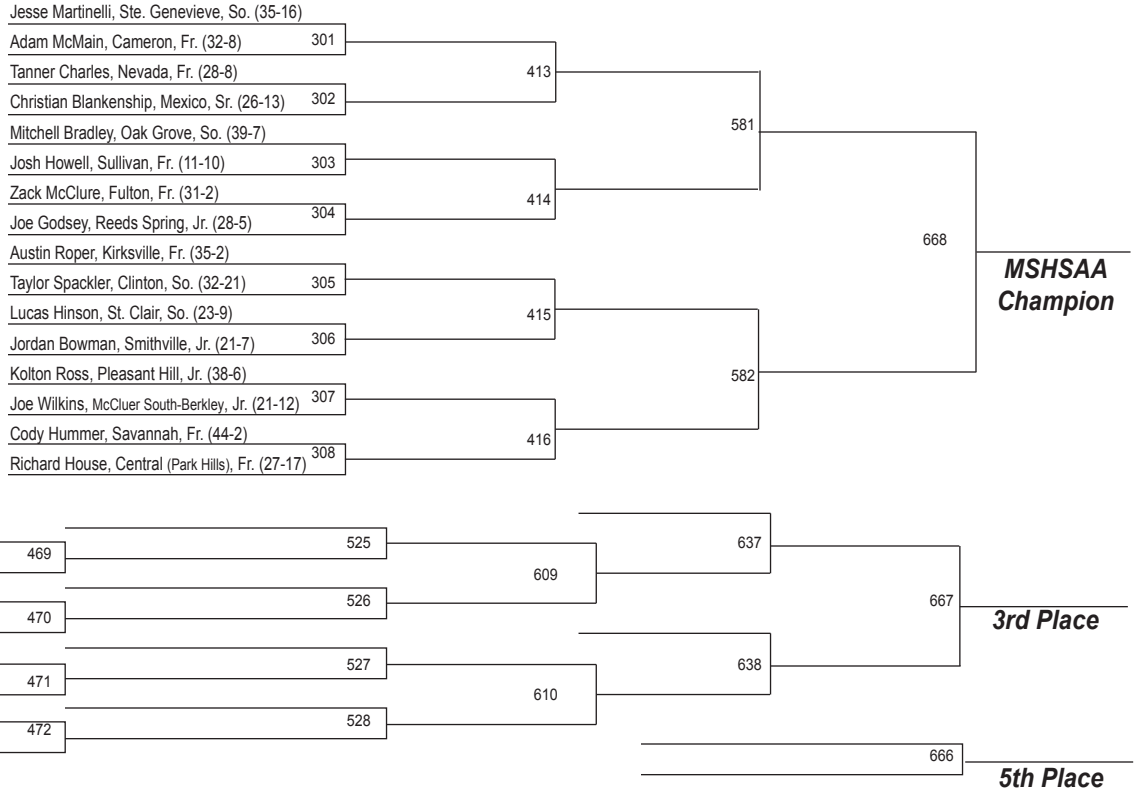 Jesse Martinelli, Ste. Genevieve, So. (35-16)
Adam McMain, Cameron, Fr. (32-8)
301
Tanner Charles, Nevada, Fr. (28-8)
413
Christian Blankenship, Mexico, Sr. (26-13)
302
581
Mitchell Bradley, Oak Grove, So. (39-7)
Josh Howell, Sullivan, Fr. (11-10)
303
Zack McClure, Fulton, Fr. (31-2)
414
Joe Godsey, Reeds Spring, Jr. (28-5)
304
668
Austin Roper, Kirksville, Fr. (35-2)
MSHSAA
Champion
Taylor Spackler, Clinton, So. (32-21)
305
Lucas Hinson, St. Clair, So. (23-9)
415
Jordan Bowman, Smithville, Jr. (21-7)
306
Kolton Ross, Pleasant Hill, Jr. (38-6)
582
Joe Wilkins, McCluer South-Berkley, Jr. (21-12)
307
Cody Hummer, Savannah, Fr. (44-2)
416
Richard House, Central (Park Hills), Fr. (27-17)
308
469
525
637
609
470
526
667
3rd Place
471
527
638
610
472
528
666
5th Place